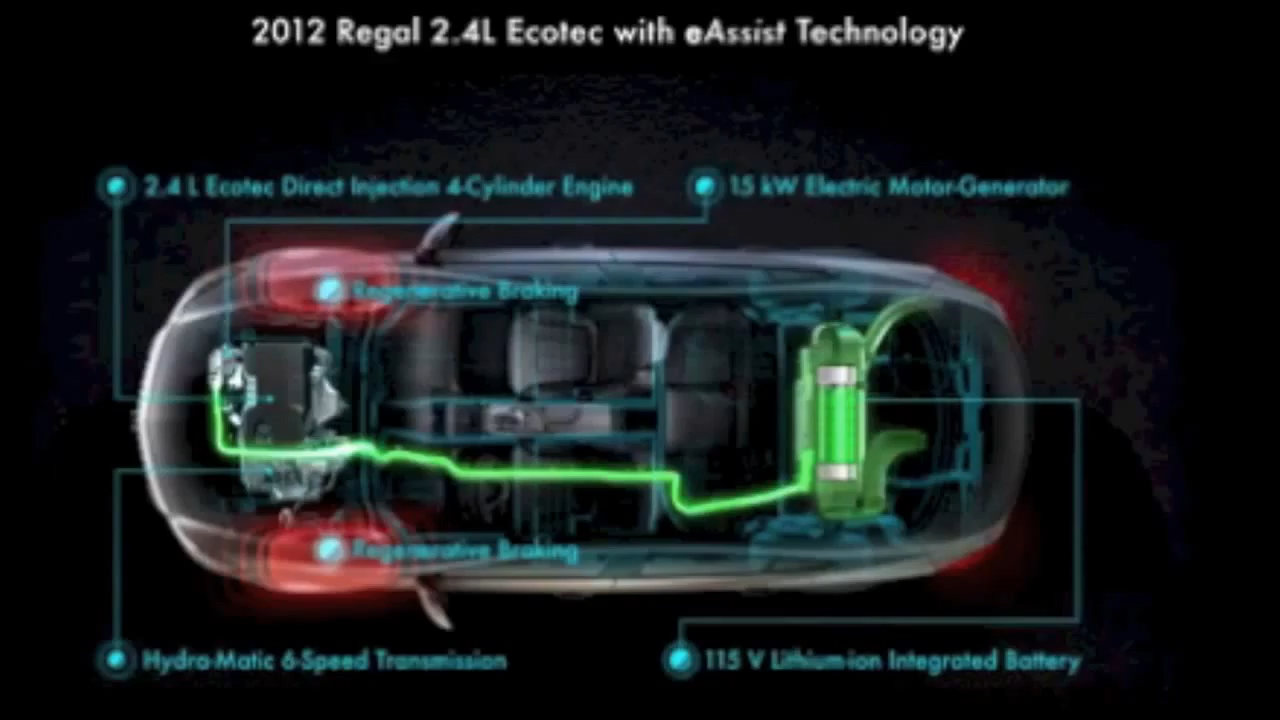 2012 Regal 2.4L Ecotec with eAssist Technology
2.4 L Ecotec Direct Injection 4-Cylinder Engine
15 kW Electric Motor-Generator
Regenerative Braking
Regenerative Braking
Hydra-Matic 6-Speed Transmission
115 V Lithium-ion Integrated Battery